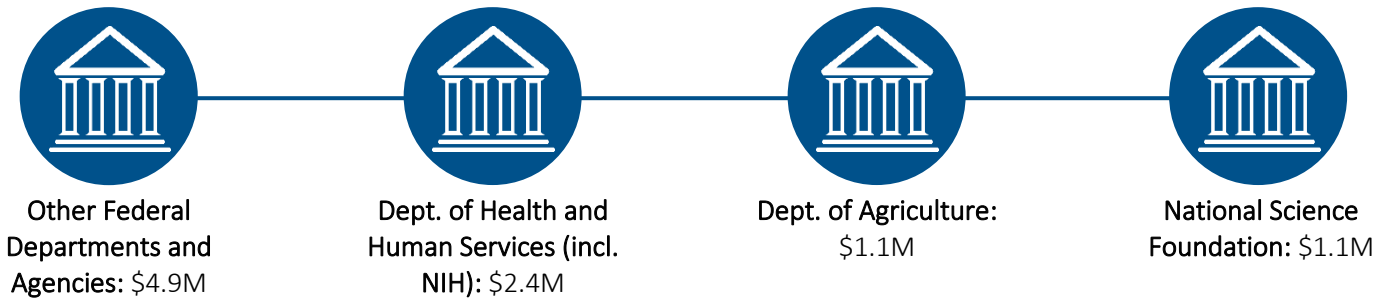 Other Federal
Departments and
Agencies: $4.9M
Dept. of Health and
Human Services (incl.
NIH): $2.4M
Dept. of Agriculture:
$1.1M
National Science
Foundation: $1.1M